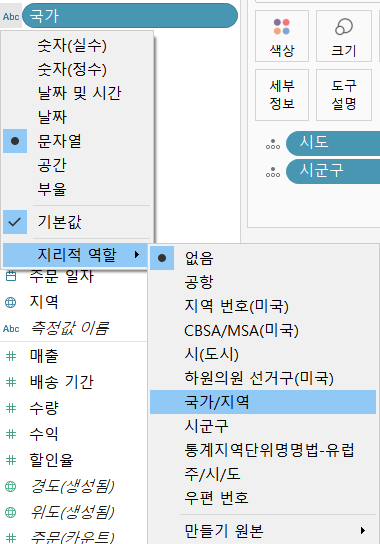 Abc 국가
숫자(실수)
숫자(정수)
날짜 및 시간
날짜
문자열
공간
부울
기본값
지리적 역할
없음
공항
지역 번호(미국)
CBSA/MSA(미국)
시(도시)
하원의원 선거구(미국)
국가/지역
시군구
통계지역단위명명법-유럽
주/시/도
우편 번호
만들기 원본
주문 일자
지역
Abc 측정값 이름
매출
배송 기간
수량
수익
할인율
경도(생성됨)
위도(생성됨)
주문(카운트)
색상
크기
세부
정보
도구
설명
시도
시군구